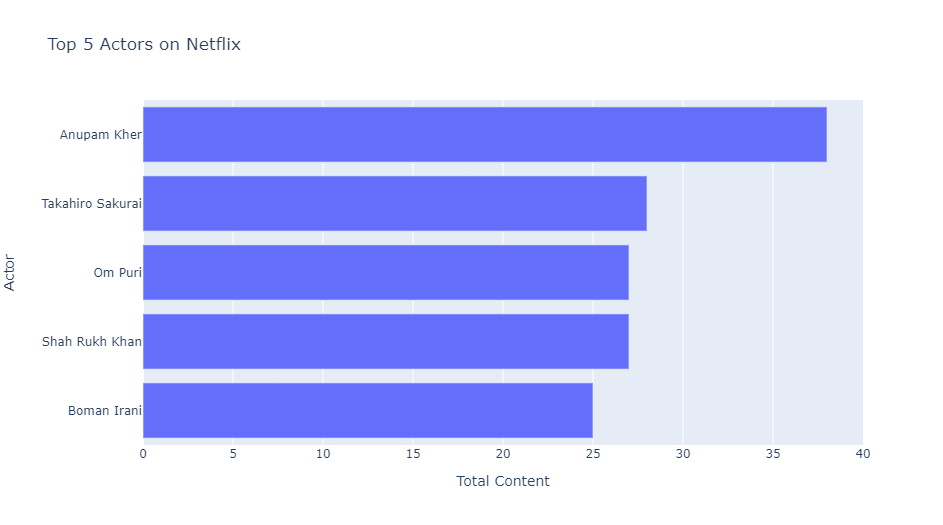 Top 5 Actors on Netflix
Actor
Anupam Kher
Takahiro Sakurai
Om Puri
Shah Rukh Khan
Boman Irani
0 5 10 15 20 25 30 35 40
Total Content